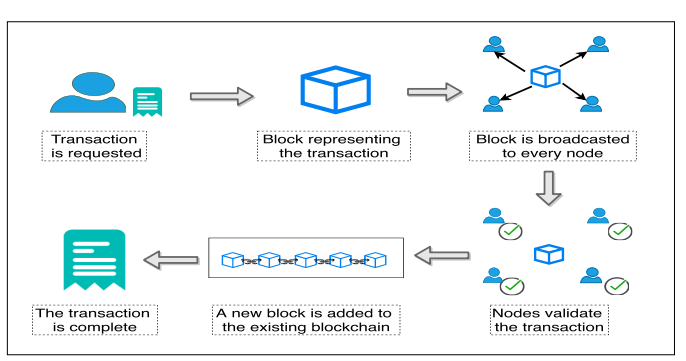 Transaction
is requested
Block representing
the transaction
Block is broadcasted
to every node
The transaction
is complete
A new block is added to
the existing blockchain
Nodes validate
the transaction